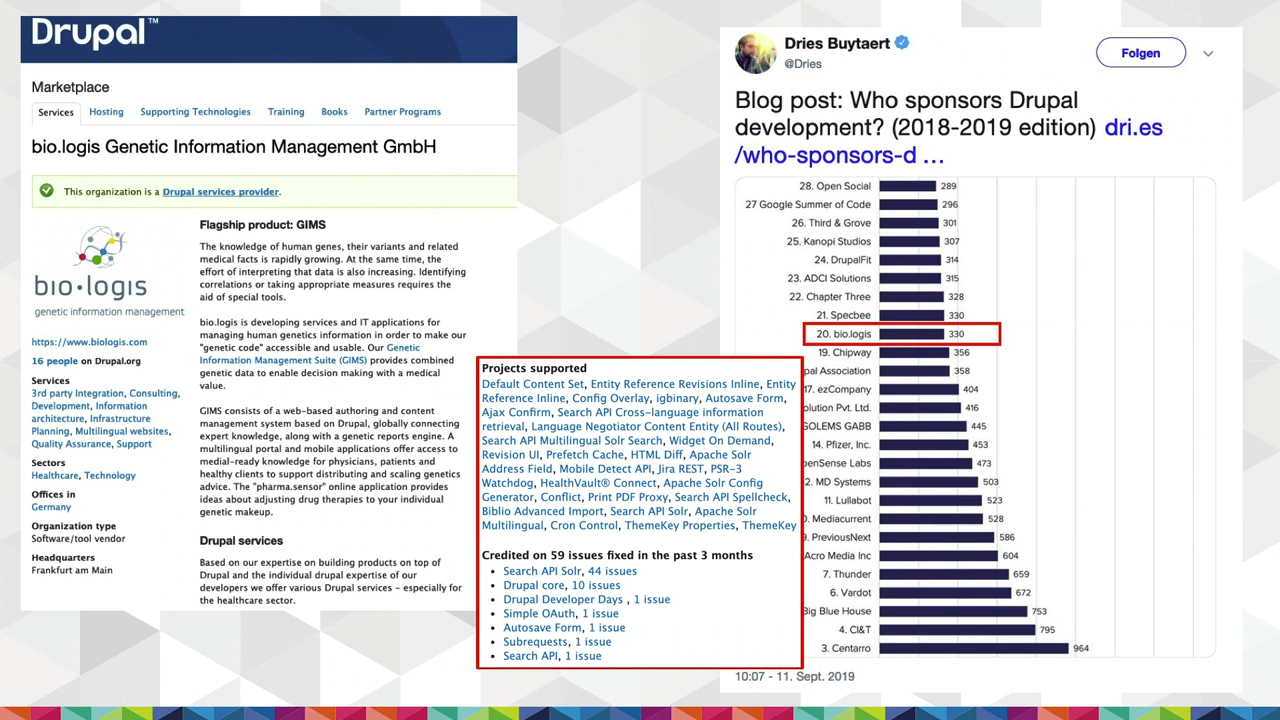 Drupal™
Marketplace
Services Hosting Supporting Technologies Training Books Partner Programs
bio.logis Genetic Information Management GmbH
This organization is a Drupal services provider.
bio·logis
genetic information management
https://www.biologis.com
16 people on Drupal.org
Services
3rd party Integration, Consulting,
Development, Information
architecture, Infrastructure
Planning, Multilingual websites,
Quality Assurance, Support
Sectors
Healthcare, Technology
Offices in
Germany
Organization type
Software/tool vendor
Headquarters
Frankfurt am Main
Flagship product: GIMS
The knowledge of human genes, their variants and related
medical facts is rapidly growing. At the same time, the
effort of interpreting that data is also increasing. Identifying
correlations or taking appropriate measures requires the
aid of special tools.
bio.logis is developing services and IT applications for
managing human genetics information in order to make our
"genetic code" accessible and usable. Our Genetic
Information Management Suite (GIMS) provides combined
genetic data to enable decision making with a medical
value.
GIMS consists of a web-based authoring and content
management system based on Drupal, globally connecting
expert knowledge, along with a genetic reports engine. A
multilingual portal and mobile applications offer access to
medial-ready knowledge for physicians, patients and
healthy clients to support distributing and scaling genetics
advice. The "pharma.sensor" online application provides
ideas about adjusting drug therapies to your individual
genetic makeup.
Drupal services
Based on our expertise on building products on top of
Drupal and the individual drupal expertise of our
developers we offer various Drupal services – especially for
the healthcare sector.
Projects supported
Default Content Set, Entity Reference Revisions Inline, Entity
Reference Inline, Config Overlay, igbinary, Autosave Form,
Ajax Confirm, Search API Cross-language information
retrieval, Language Negotiator Content Entity (All Routes),
Search API Multilingual Solr Search, Widget On Demand,
Revision UI, Prefetch Cache, HTML Diff, Apache Solr
Address Field, Mobile Detect API, Jira REST, PSR-3
Watchdog, HealthVault® Connect, Apache Solr Config
Generator, Conflict, Print PDF Proxy, Search API Spellcheck,
Biblio Advanced Import, Search API Solr, Apache Solr
Multilingual, Cron Control, ThemeKey Properties, ThemeKey
Credited on 59 issues fixed in the past 3 months
• Search API Solr, 44 issues
• Drupal core, 10 issues
• Drupal Developer Days , 1 issue
• Simple OAuth, 1 issue
• Autosave Form, 1 issue
• Subrequests, 1 issue
• Search API, 1 issue
Dries Buytaert
@Dries
Folgen
Blog post: Who sponsors Drupal
development? (2018-2019 edition) dri.es
/who-sponsors-d …
28. Open Social 289
27 Google Summer of Code 296
26. Third & Grove 301
25. Kanopi Studios 307
24. DrupalFit 314
23. ADCI Solutions 315
22. Chapter Three 328
21. Specbee 330
20. bio.logis 330
19. Chipway 356
pal Association 358
17. ezCompany 404
olution Pvt. Ltd. 416
GOLEMS GABB 445
14. Pfizer, Inc. 453
penSense Labs 473
2. MD Systems 503
11. Lullabot 523
0. Mediacurrent 528
9. PreviousNext 586
Acro Media Inc 604
7. Thunder 659
6. Vardot 672
Big Blue House 753
4. CI&T 795
3. Centarro 964
10:07 - 11. Sept. 2019